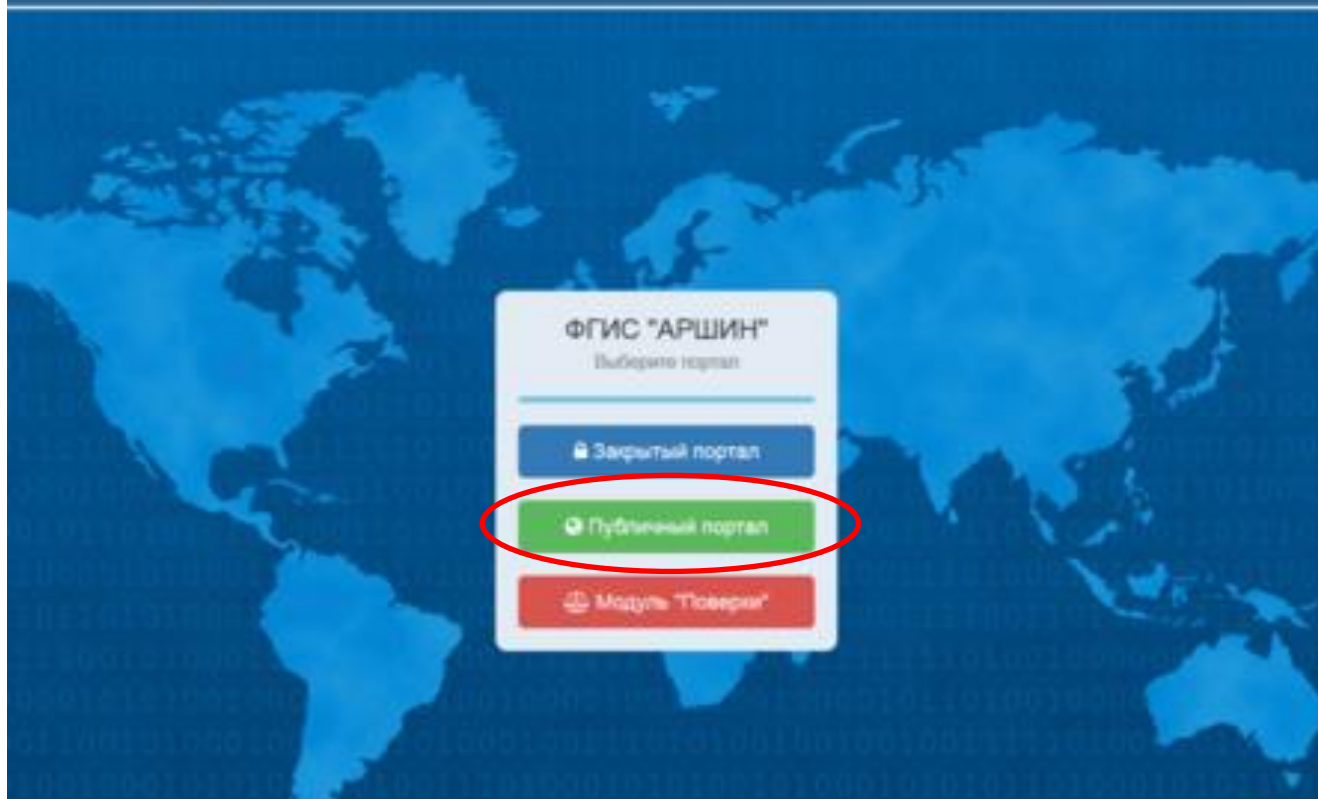 ФГИС "АРШИН"
Выберите портал
Закрытый портал
Публичный портал
Модуль "Поверки"